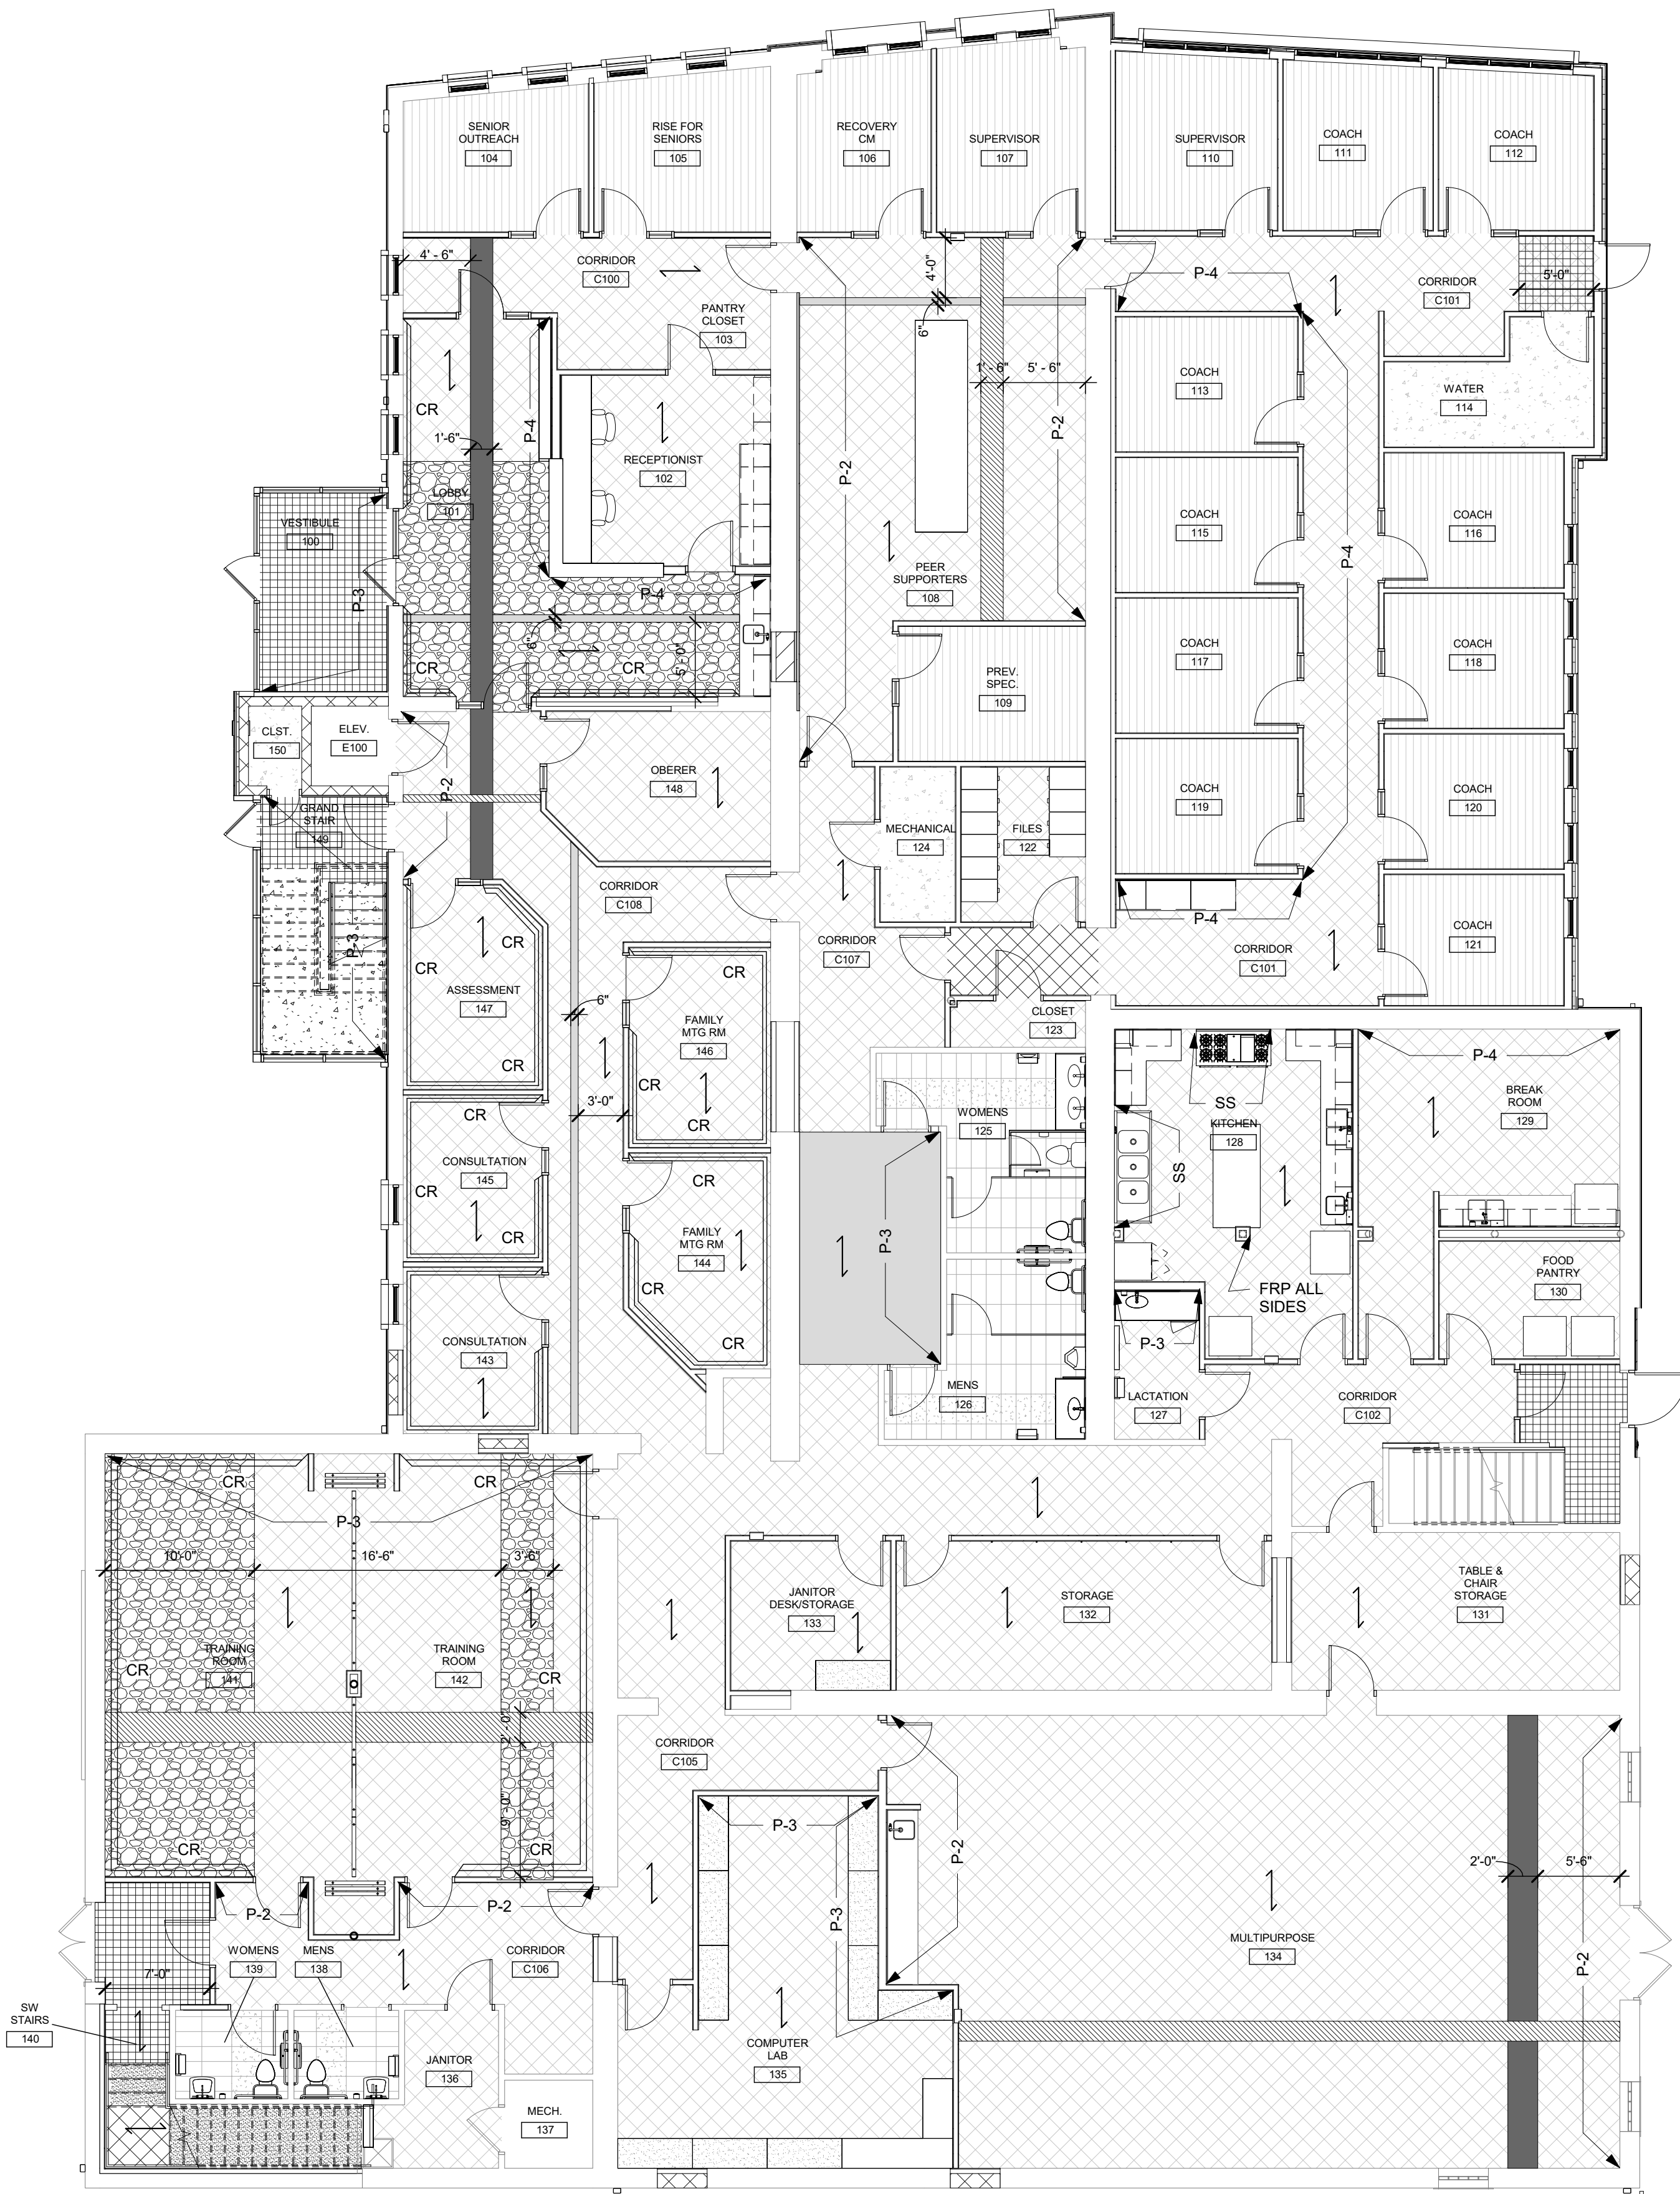 SENIOR
OUTREACH
104
RISE FOR
SENIORS
105
RECOVERY
CM
106
SUPERVISOR
107
SUPERVISOR
110
COACH
111
COACH
112
4' - 6"
CORRIDOR
C100
4'-0"
P-4
CORRIDOR
C101
5'-0"
PANTRY
CLOSET
103
6"
1' - 6"
5' - 6"
COACH
113
WATER
114
CR
1'-6"
P-4
P-2
P-2
RECEPTIONIST
102
LOBBY
101
VESTIBULE
100
COACH
115
COACH
116
P-4
P-3
PEER
SUPPORTERS
108
P-4
6"
5' - 0"
CR
CR
COACH
117
COACH
118
PREV.
SPEC.
109
CLST.
150
ELEV.
E100
P-2
OBERER
148
COACH
119
COACH
120
GRAND
STAIR
149
MECHANICAL
124
FILES
122
CORRIDOR
C108
P-4
P-3
CR
CR
CORRIDOR
C107
CORRIDOR
C101
COACH
121
ASSESSMENT
147
CR
CR
6"
FAMILY
MTG RM
146
CLOSET
123
CR
3'-0"
CR
CR
WOMENS
125
SS
KITCHEN
128
P-4
BREAK
ROOM
129
CONSULTATION
145
CR
CR
CR
SS
FAMILY
MTG RM
144
P-3
CR
CR
FRP ALL
SIDES
FOOD
PANTRY
130
CONSULTATION
143
P-3
MENS
126
LACTATION
127
CORRIDOR
C102
CR
CR
P-3
10'-0"
16'-6"
3'-6"
JANITOR
DESK/STORAGE
133
STORAGE
132
TABLE &
CHAIR
STORAGE
131
TRAINING
ROOM
141
TRAINING
ROOM
142
CR
CR
2' - 0"
CORRIDOR
C105
9' - 0"
CR
CR
P-3
P-2
2'-0"
5'-6"
P-2
P-2
P-3
WOMENS
139
MENS
138
CORRIDOR
C106
MULTIPURPOSE
134
P-2
7'-0"
SW
STAIRS
140
JANITOR
136
COMPUTER
LAB
135
MECH.
137